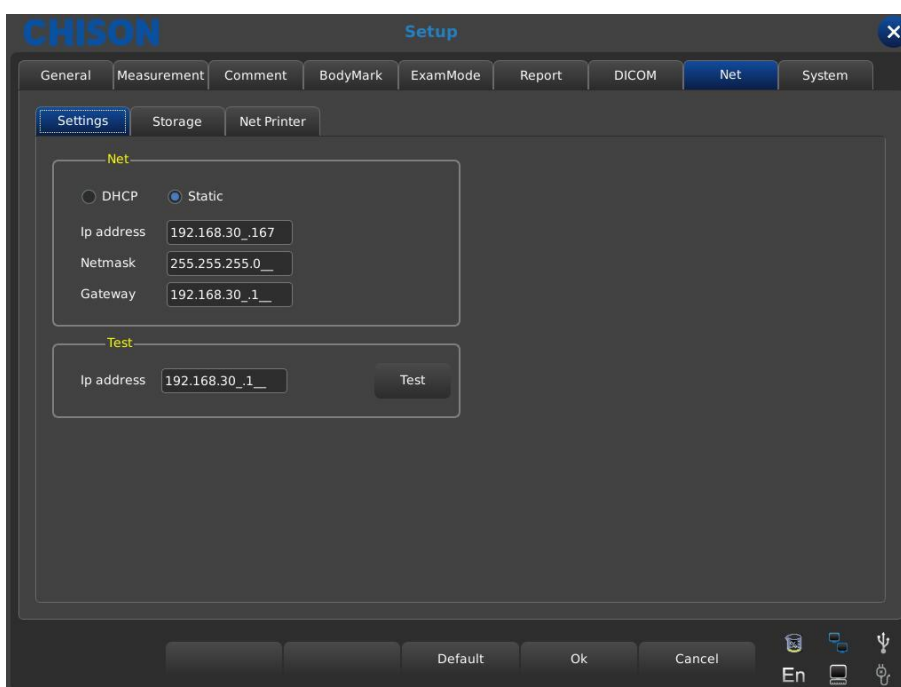 CHISON
Setup
General Measurement Comment BodyMark ExamMode Report DICOM Net System
Settings Storage Net Printer
Net
DHCP Static
Ip address 192.168.30_.167
Netmask 255.255.255.0__
Gateway 192.168.30_.1__
Test
Ip address 192.168.30_.1__ Test
Default Ok Cancel
En